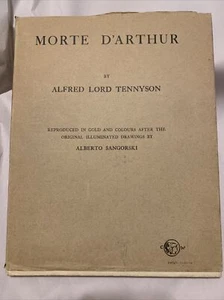 MORTE D'ARTHUR
BY
ALFRED LORD TENNYSON
REPRODUCED IN GOLD AND COLOURS AFTER THE
ORIGINAL ILLUMINATED DRAWINGS BY
ALBERTO SANGORSKI